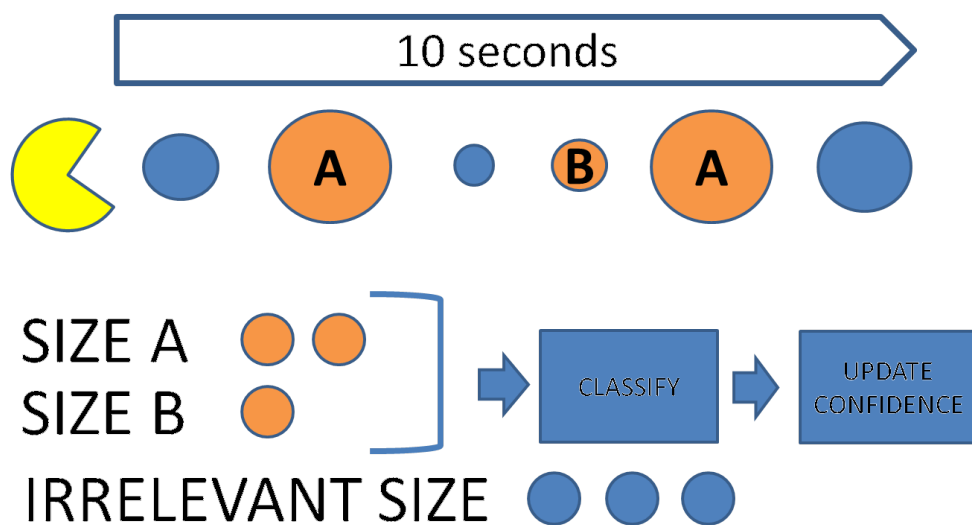 10 seconds
A
B
A
SIZE A
SIZE B
CLASSIFY
UPDATE
CONFIDENCE
IRRELEVANT SIZE